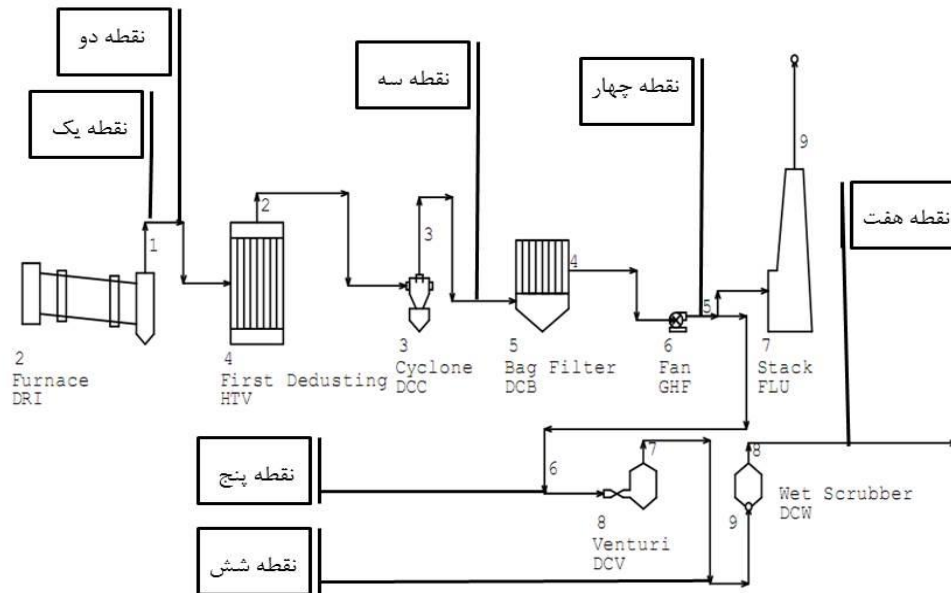 نقطه دو
نقطه یک
نقطه سه
نقطه چهار
نقطه هفت
9
2
3
1
4
5
2
Furnace
DRI
4
First Dedusting
HTV
3
Cyclone
DCC
5
Bag Filter
DCB
6
Fan
GHF
7
Stack
FLU
نقطه پنج
6
7
8
8
Venturi
DCV
9
Wet Scrubber
DCW
نقطه شش